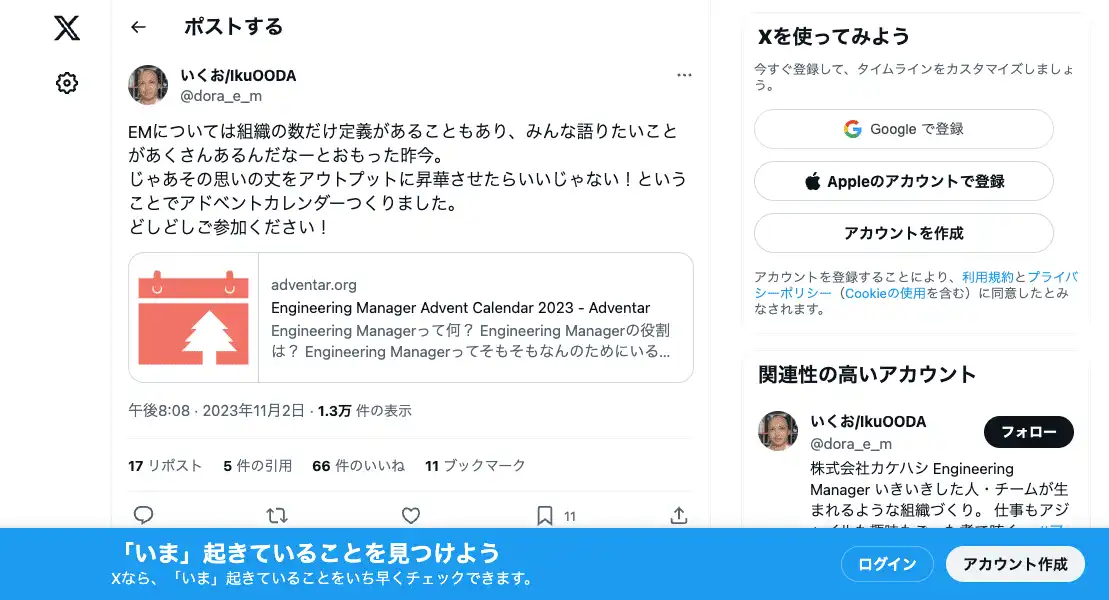 ポストする
いくお/IkuOODA
@dora_e_m
EMについては組織の数だけ定義があることもあり、みんな語りたいこと
があくさんあるんだなーとおもった昨今。
じゃあその思いの丈をアウトプットに昇華させたらいいじゃない！という
ことでアドベントカレンダーつくりました。
どしどしご参加ください！
adventar.org
Engineering Manager Advent Calendar 2023 - Adventar
Engineering Managerって何？ Engineering Managerの役割
は？ Engineering Managerってそもそもなんのためにいる...
午後8:08 · 2023年11月2日 · 1.3万 件の表示
17 リポスト 5 件の引用 66 件のいいね 11 ブックマーク
11
Xを使ってみよう
今すぐ登録して、タイムラインをカスタマイズしましょ
う。
Google で登録
Appleのアカウントで登録
アカウントを作成
アカウントを登録することにより、利用規約とプライバ
シーポリシー（Cookieの使用を含む）に同意したとみ
なされます。
関連性の高いアカウント
いくお/IkuOODA
@dora_e_m
フォロー
株式会社カケハシ Engineering
Manager いきいきした人・チームが生
まれるような組織づくり。 仕事もアジ
「いま」起きていることを見つけよう
Xなら、「いま」起きていることをいち早くチェックできます。
ログイン
アカウント作成